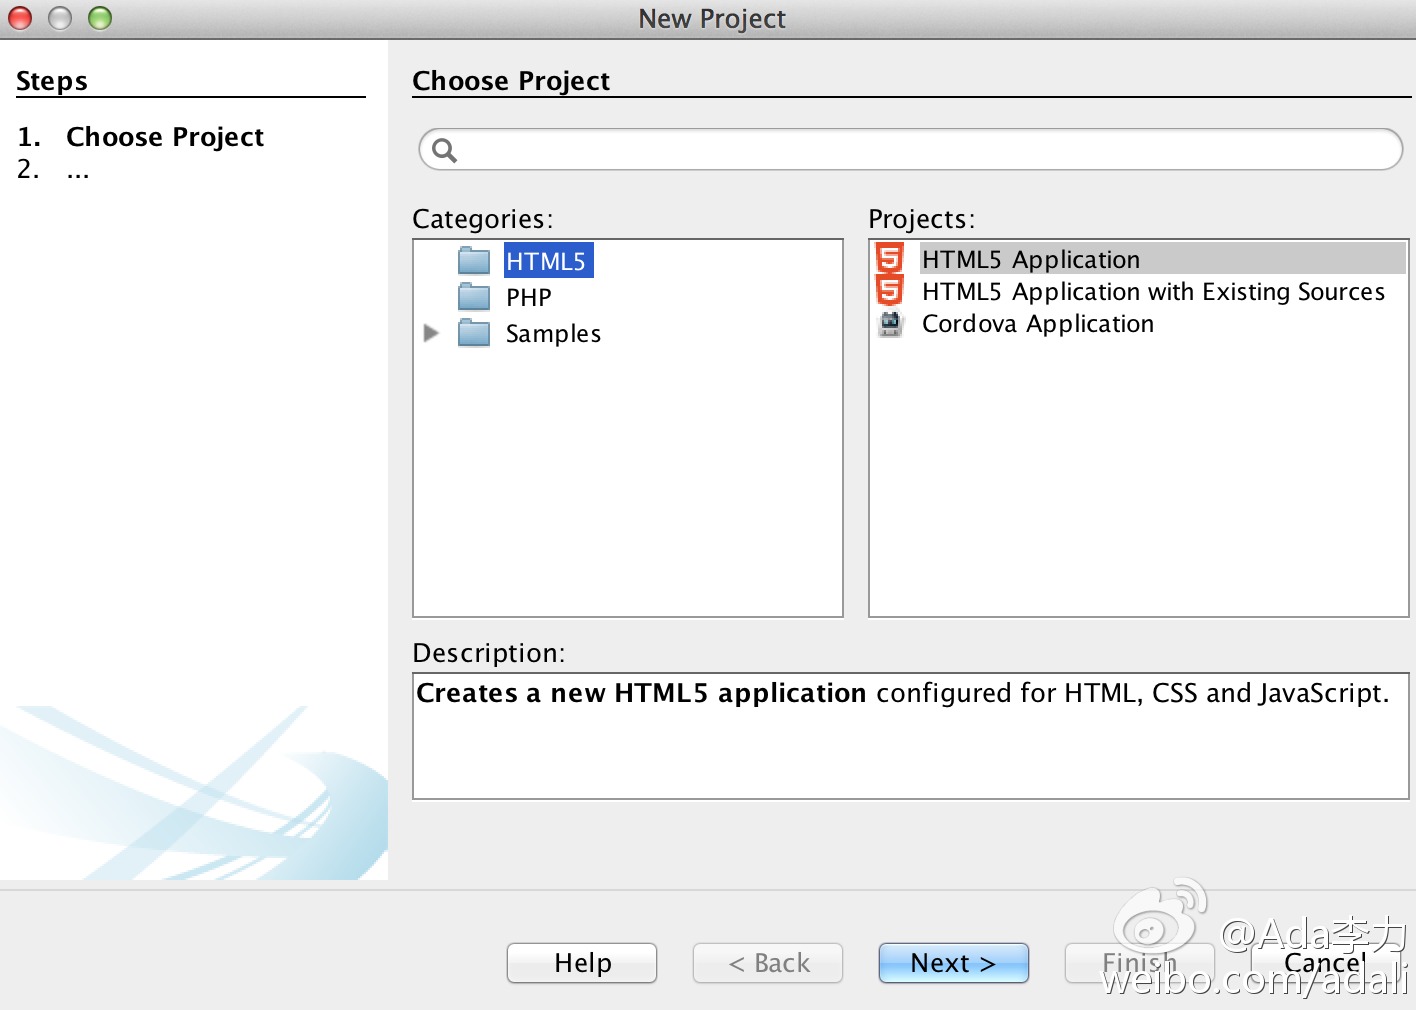 New Project
Steps
1. Choose Project
2. ...
Choose Project
Categories:
HTML5
PHP
Samples
Projects:
HTML5 Application
HTML5 Application with Existing Sources
Cordova Application
Description:
Creates a new HTML5 application configured for HTML, CSS and JavaScript.
Help
< Back
Next >
Finish
Cancel
@Ada李力
weibo.com/adali